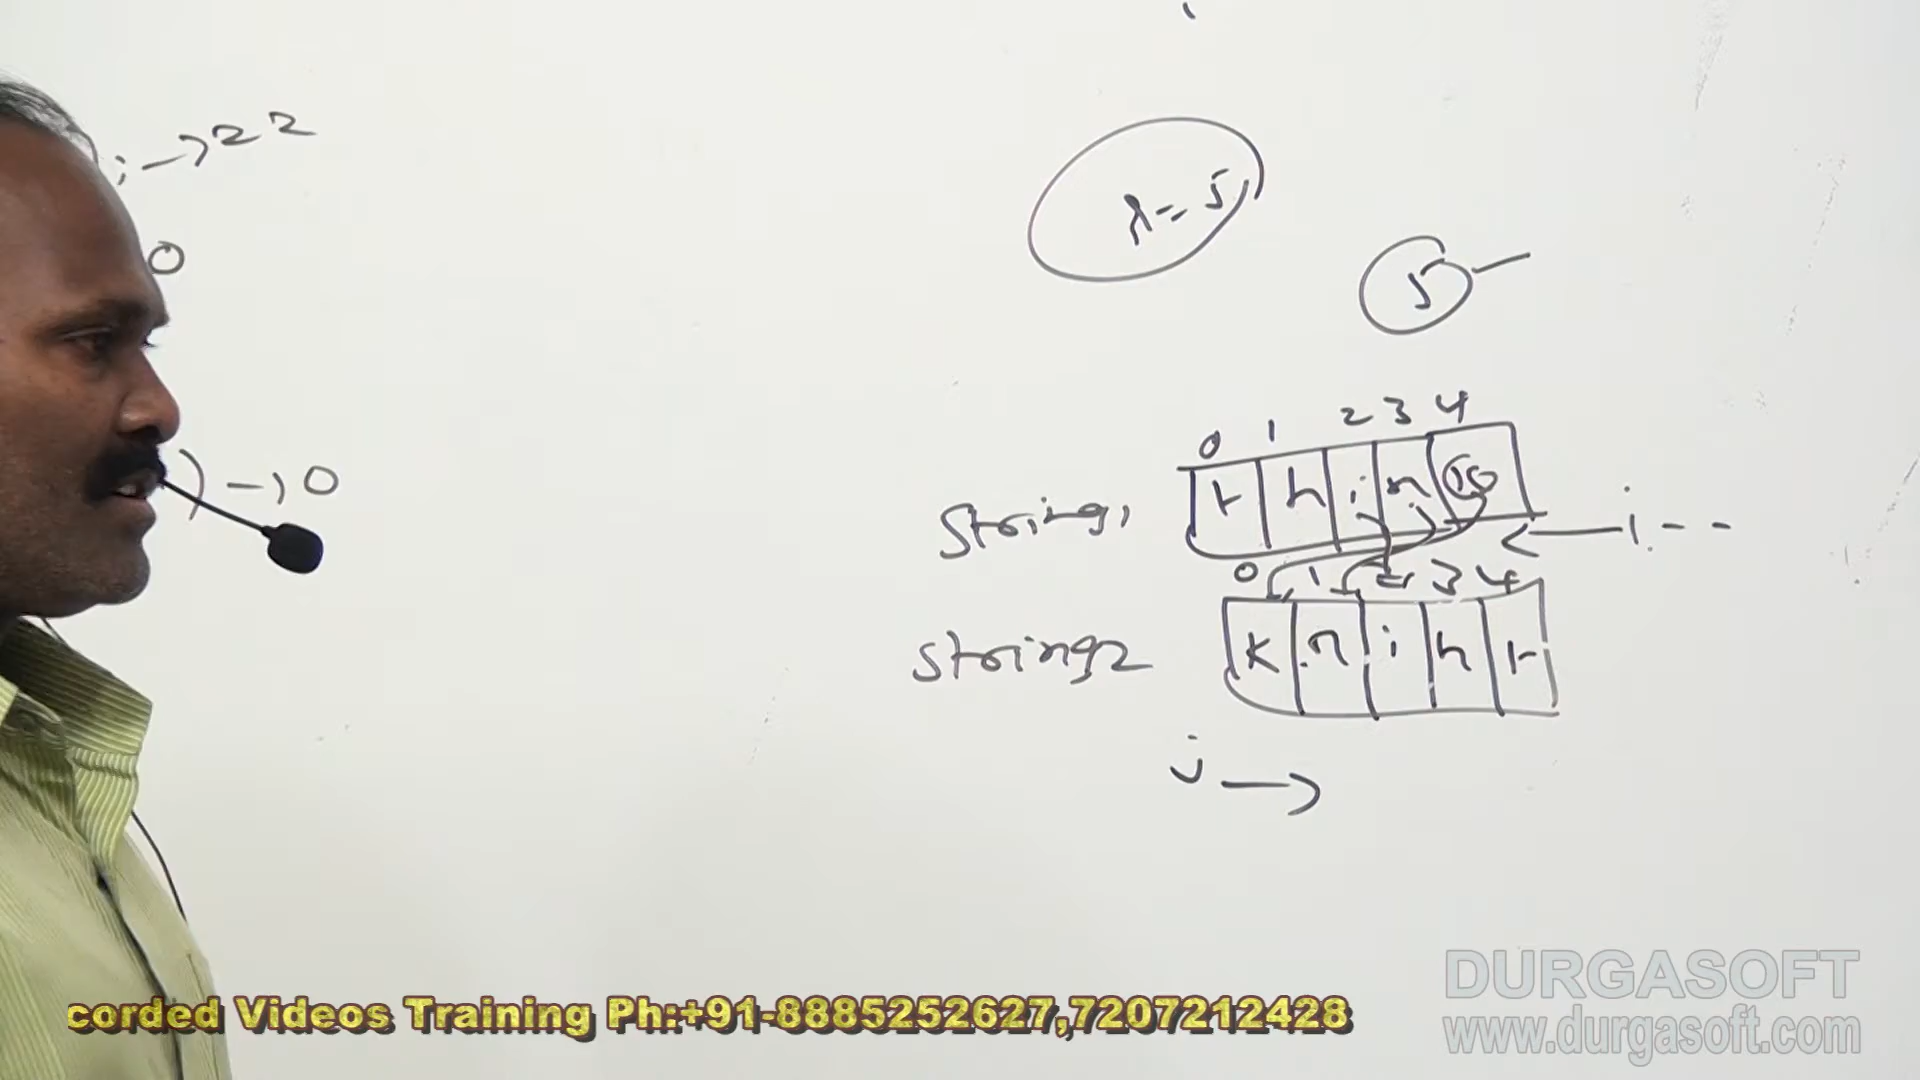 ; → 22
0
) → 0
λ = 5
5 —
0 1 2 3 4
String1 t h i n ← i - -
0 1 2 3 4
String2 k n i h t
j →
corded Videos Training Ph:+91-8885252627,7207212428
DURGASOFT
www.durgasoft.com